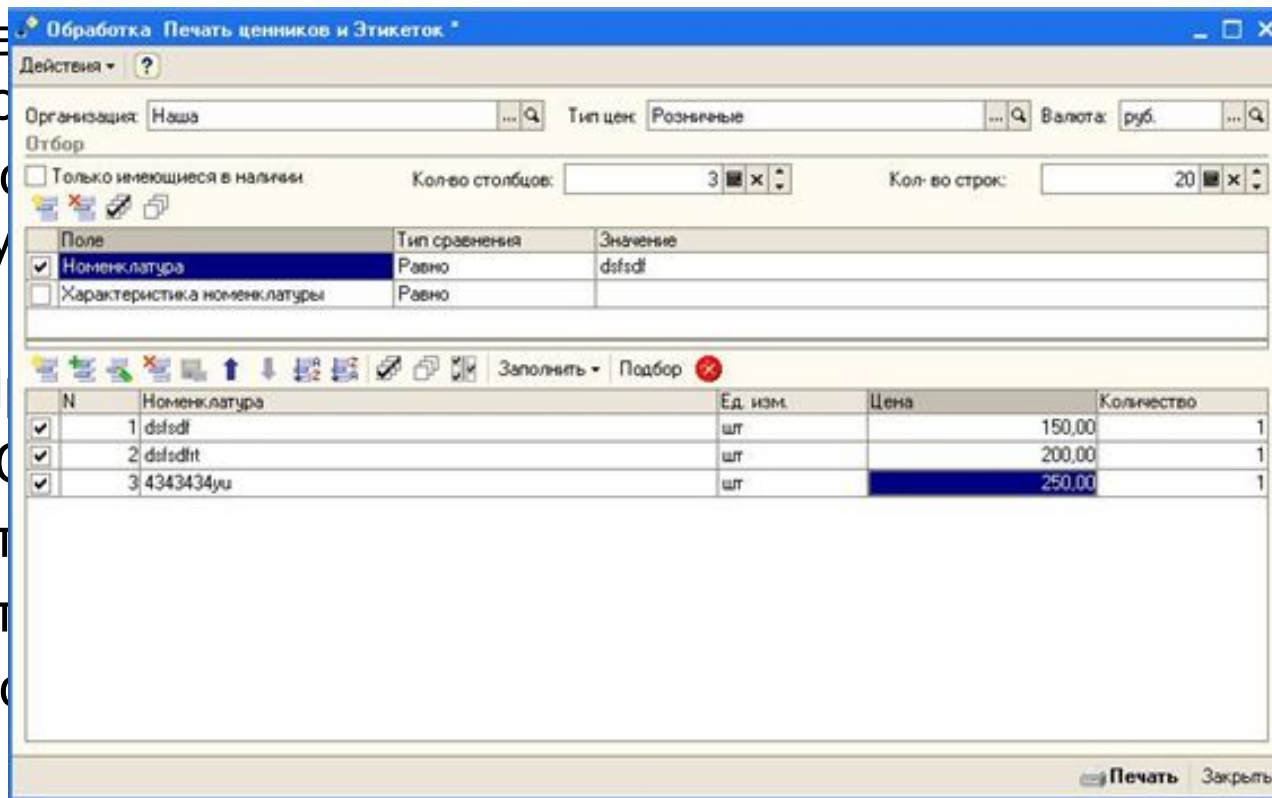 Обработка Печать ценников и Этикеток *
Действия ?
Организация: Наша ... Тип цен: Розничные ... Валюта: руб. ...
Отбор
Только имеющиеся в наличии Кол-во столбцов: 3 Кол- во строк: 20
Поле Тип сравнения Значение
Номенклатура Равно dsfsdf
Характеристика номенклатуры Равно
Заполнить Подбор
N Номенклатура Ед. изм. Цена Количество
1 dsfsdf шт 150,00 1
2 dsfsdfit шт 200,00 1
3 4343434yu шт 250,00 1
Печать Закрыть